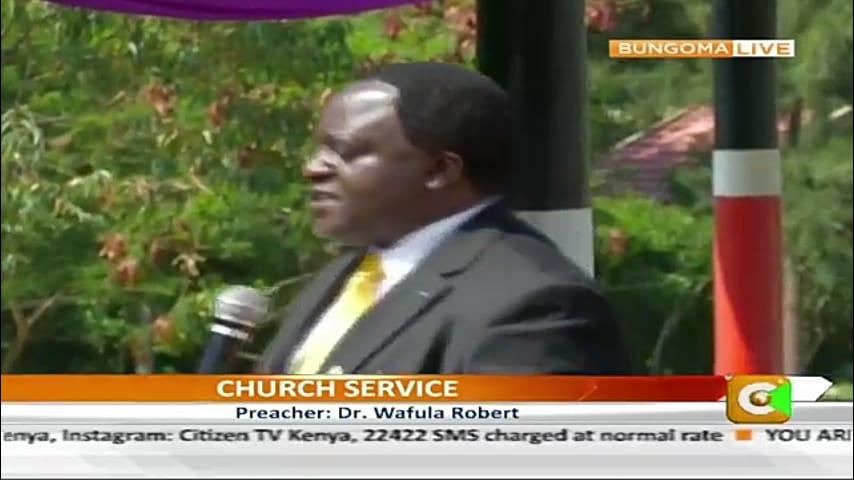 BUNGOMA LIVE
CHURCH SERVICE
Preacher: Dr. Wafula Robert
enya, Instagram: Citizen TV Kenya, 22422 SMS charged at normal rate YOU ARI